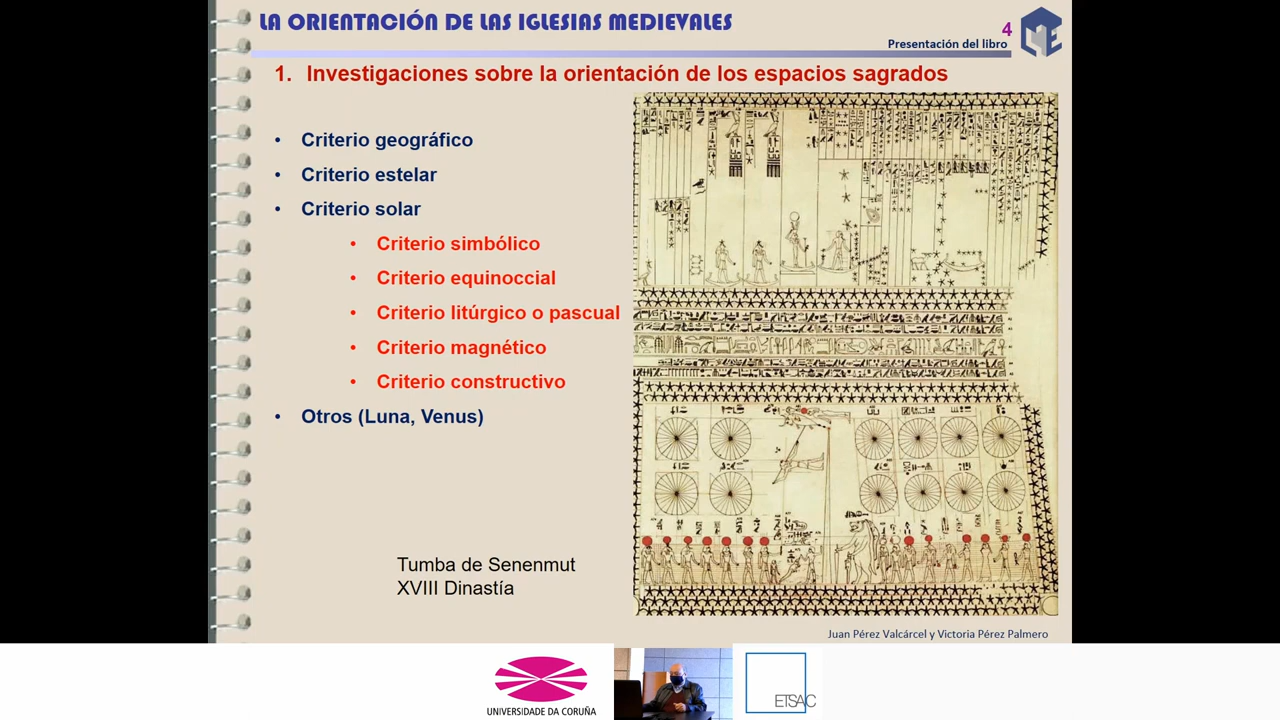 LA ORIENTACIÓN DE LAS IGLESIAS MEDIEVALES
4
Presentación del libro
1. Investigaciones sobre la orientación de los espacios sagrados
• Criterio geográfico
• Criterio estelar
• Criterio solar
• Criterio simbólico
• Criterio equinoccial
• Criterio litúrgico o pascual
• Criterio magnético
• Criterio constructivo
• Otros (Luna, Venus)
Tumba de Senenmut
XVIII Dinastía
Juan Pérez Valcárcel y Victoria Pérez Palmero
UNIVERSIDADE DA CORUÑA
ETSAC